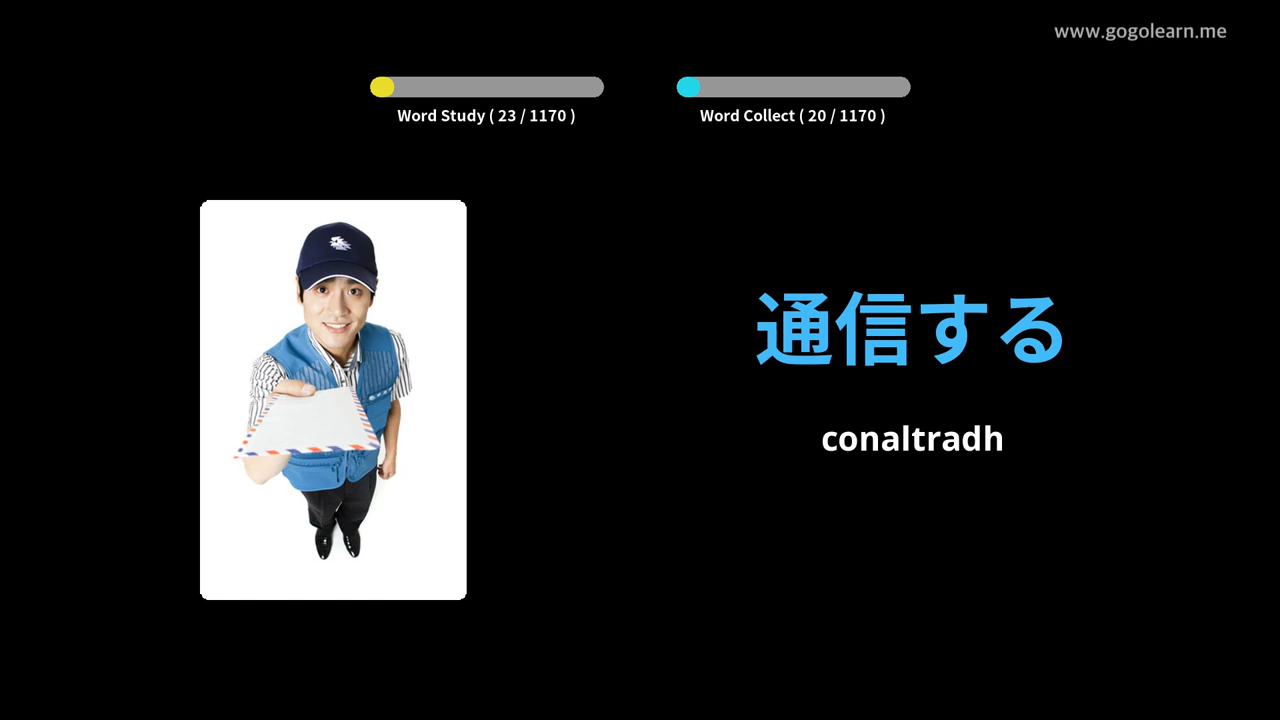 www.gogolearn.me
Word Study ( 23 / 1170 )
Word Collect ( 20 / 1170 )
通信する
conaltradh